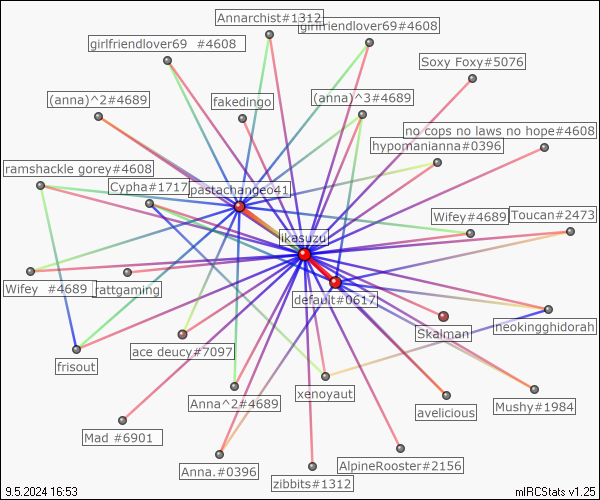 Annarchist#1312
girlfriendlover69#4608
girlfriendlover69 #4608
Soxy Foxy#5076
(anna)^2#4689
fakedingo
(anna)^3#4689
no cops no laws no hope#4608
hypomanianna#0396
ramshackle gorey#4608
Cypha#1717
pastachange041
Wifey#4689
Toucan#2473
ikasuzu
Wifey #4689
rattgaming
default#0617
Skalman
neokingghidorah
frisout
ace deucy#7097
Anna^2#4689
xenoyaut
avelicious
Mushy#1984
Mad #6901
Anna.#0396
zibbits#1312
AlpineRooster#2156
9.5.2024 16:53
mIRCStats v1.25